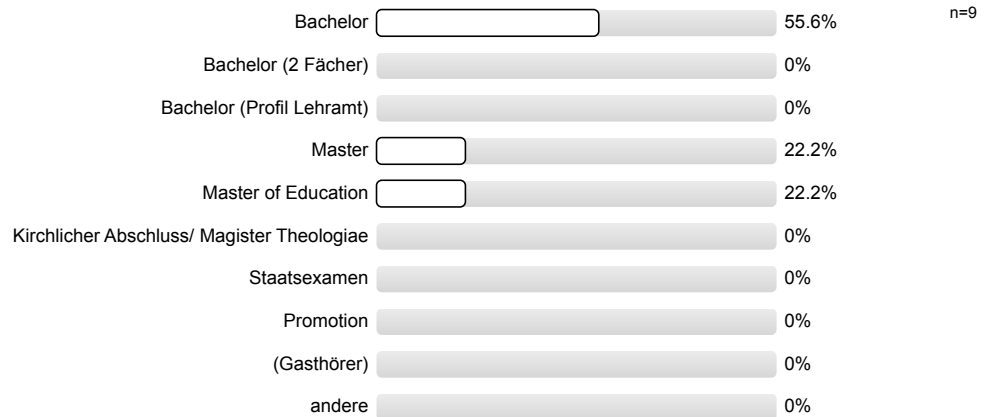 Bachelor 55.6% n=9
Bachelor (2 Fächer) 0%
Bachelor (Profil Lehramt) 0%
Master 22.2%
Master of Education 22.2%
Kirchlicher Abschluss/ Magister Theologiae 0%
Staatsexamen 0%
Promotion 0%
(Gasthörer) 0%
andere 0%